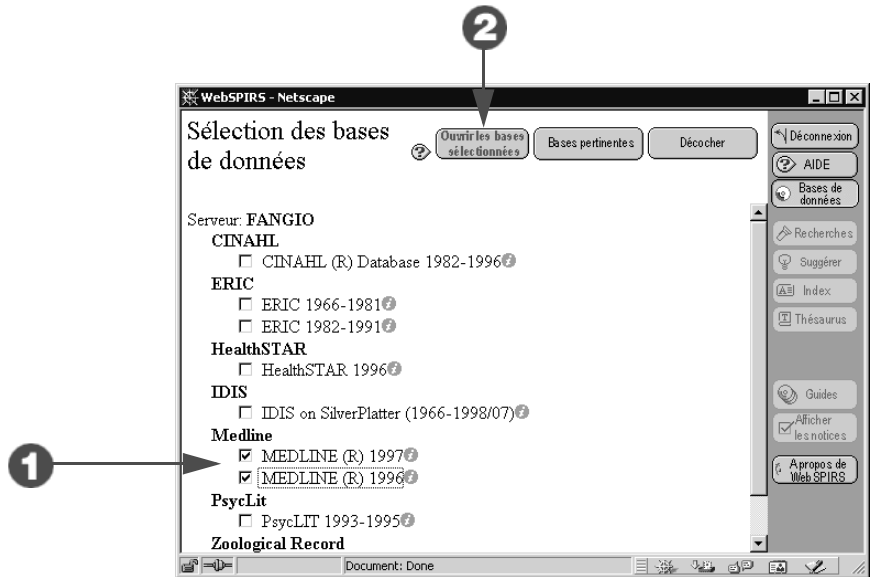 2
WebSPIRS - Netscape
Sélection des bases
de données
Ouvrir les bases
sélectionnées
Bases pertinentes
Décocher
Déconnexion
AIDE
Bases de
données
Recherches
Suggérer
Index
Thésaurus
Guides
Afficher
les notices
A propos de
WebSPIRS
Serveur: FANGIO
CINAHL
CINAHL (R) Database 1982-1996
ERIC
ERIC 1966-1981
ERIC 1982-1991
HealthSTAR
HealthSTAR 1996
IDIS
IDIS on SilverPlatter (1966-1998/07)
Medline
1
MEDLINE (R) 1997
MEDLINE (R) 1996
PsycLit
PsycLIT 1993-1995
Zoological Record
Document: Done